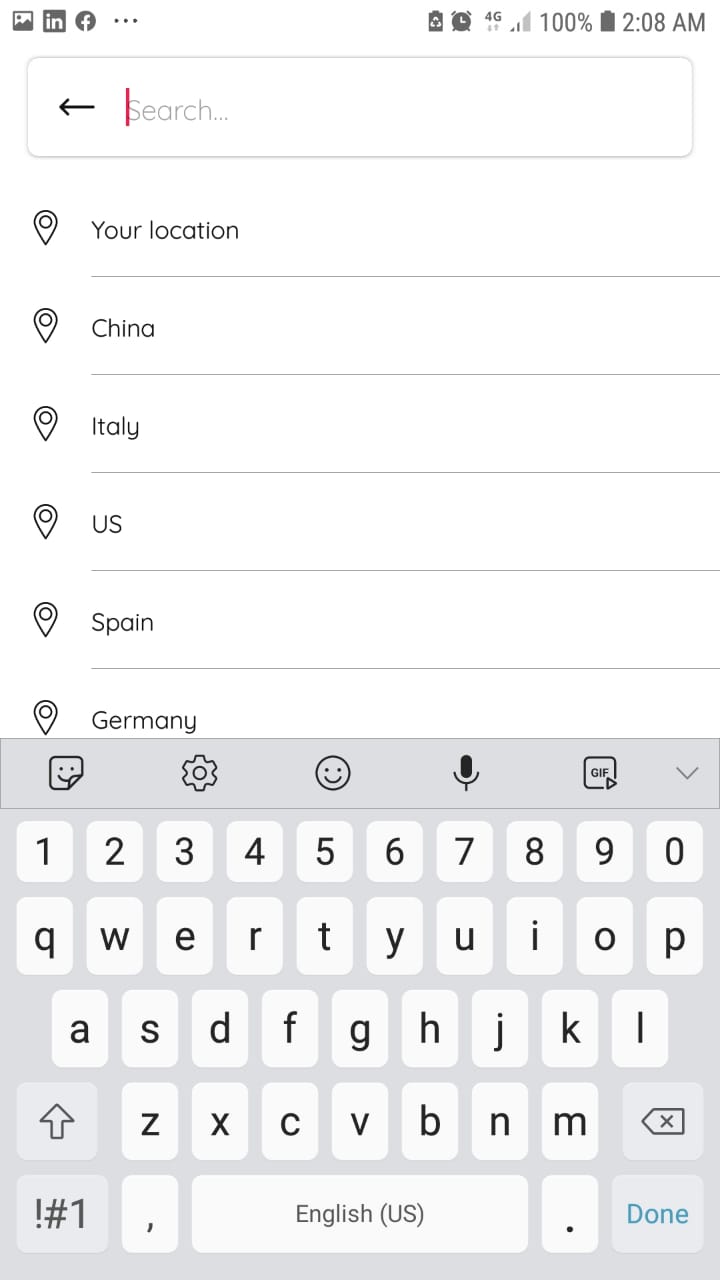 in 4G 100% 2:08 AM
Search...
Your location
China
Italy
US
Spain
Germany
GIF
1 2 3 4 5 6 7 8 9 0
q w e r t y u i o p
a s d f g h j k l
z x c v b n m
!#1 , English (US) . Done